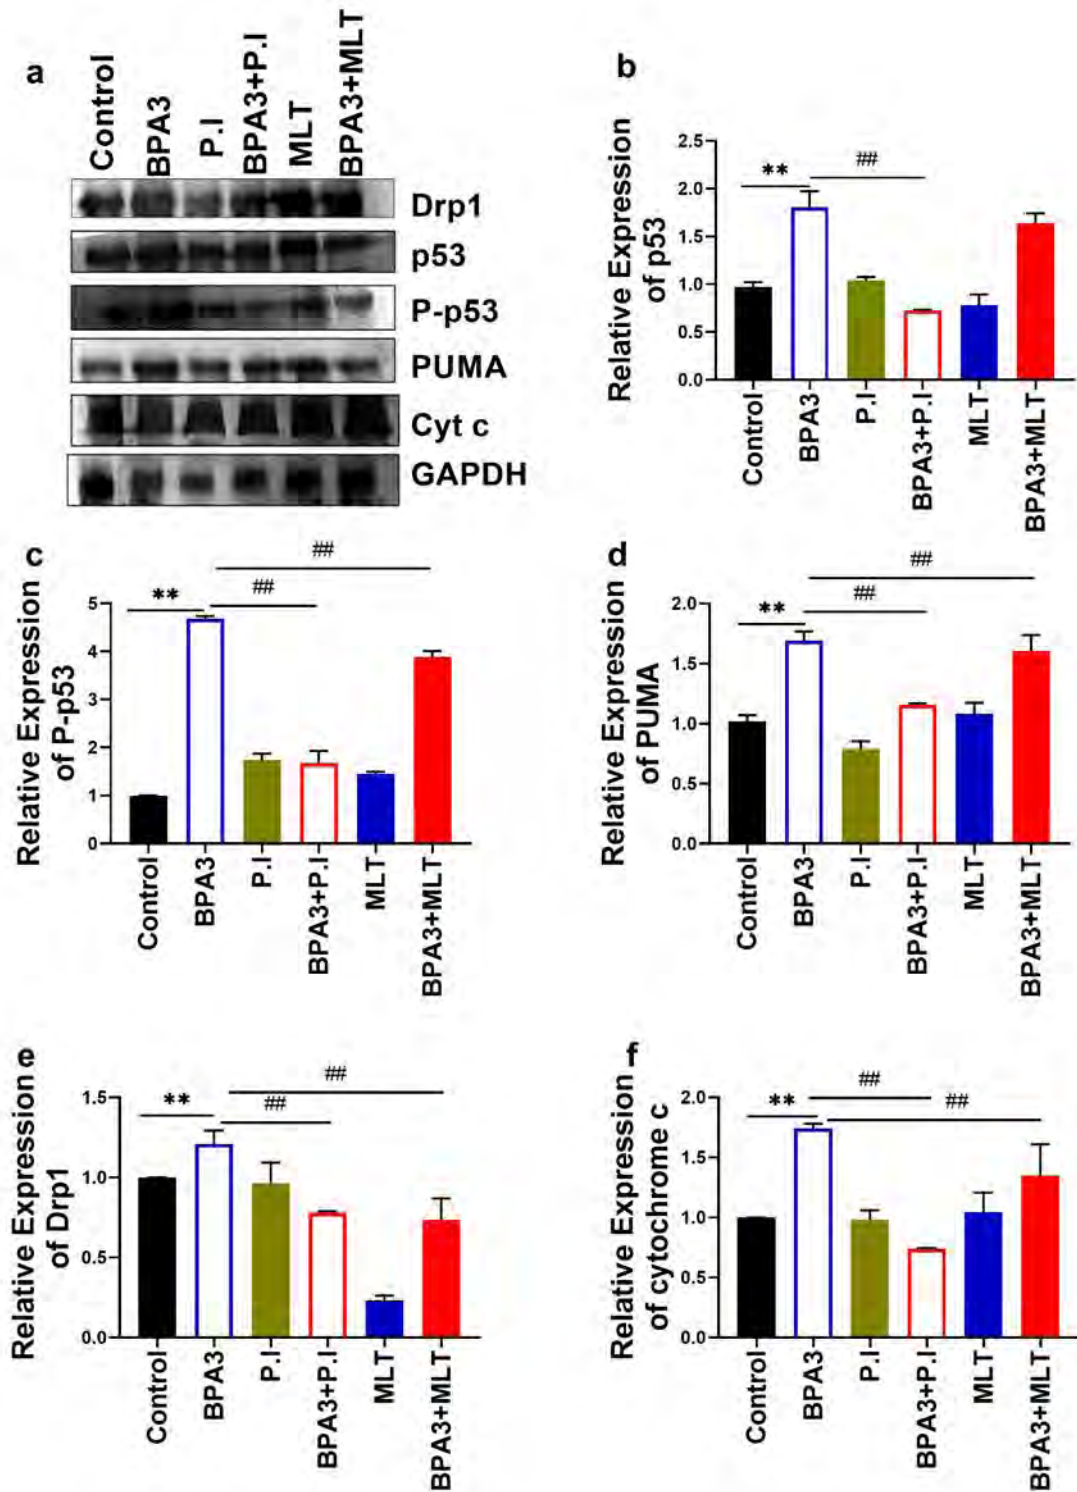 a
Control
BPA3
P.I
BPA3+P.I
MLT
BPA3+MLT
Drp1
p53
P-p53
PUMA
Cyt c
GAPDH
b
Relative Expression
of p53
2.5
2.0
1.5
1.0
0.5
0.0
**
##
Control
BPA3
P.I
BPA3+P.I
MLT
BPA3+MLT
c
Relative Expression
of P-p53
5
4
3
2
1
0
**
##
##
Control
BPA3
P.I
BPA3+P.I
MLT
BPA3+MLT
d
Relative Expression
of PUMA
2.0
1.5
1.0
0.5
0.0
**
##
##
Control
BPA3
P.I
BPA3+P.I
MLT
BPA3+MLT
e
Relative Expression
of Drp1
1.5
1.0
0.5
0.0
**
##
##
Control
BPA3
P.I
BPA3+P.I
MLT
BPA3+MLT
f
Relative Expression
of cytochrome c
2.0
1.5
1.0
0.5
0.0
**
##
##
Control
BPA3
P.I
BPA3+P.I
MLT
BPA3+MLT